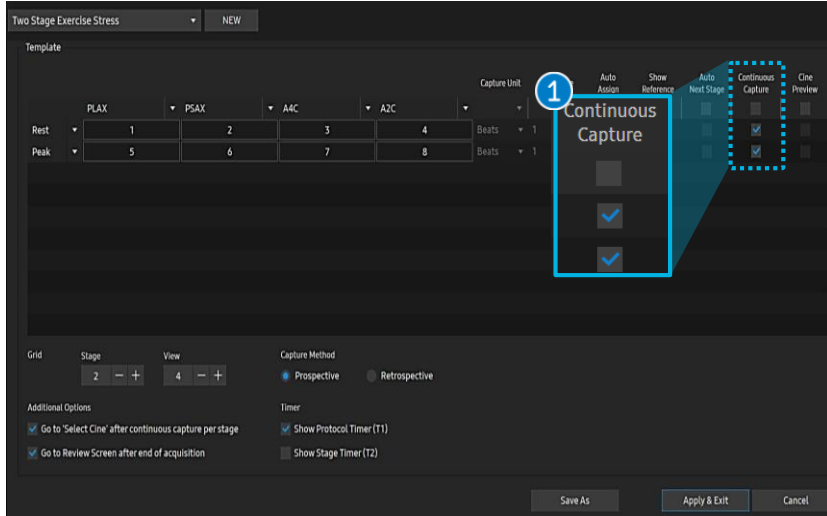 Two Stage Exercise Stress NEW
Template
Capture Unit Auto Assign Show Reference Auto Next Stage Continuous Capture Cine Preview
1
Continuous
Capture
PLAX PSAX A4C A2C
Rest 1 2 3 4 Beats 1
Peak 5 6 7 8 Beats 1
Grid Stage View Capture Method
2 - + 4 - + Prospective Retrospective
Additional Options Timer
Go to 'Select Cine' after continuous capture per stage Show Protocol Timer (T1)
Go to Review Screen after end of acquisition Show Stage Timer (T2)
Save As Apply & Exit Cancel